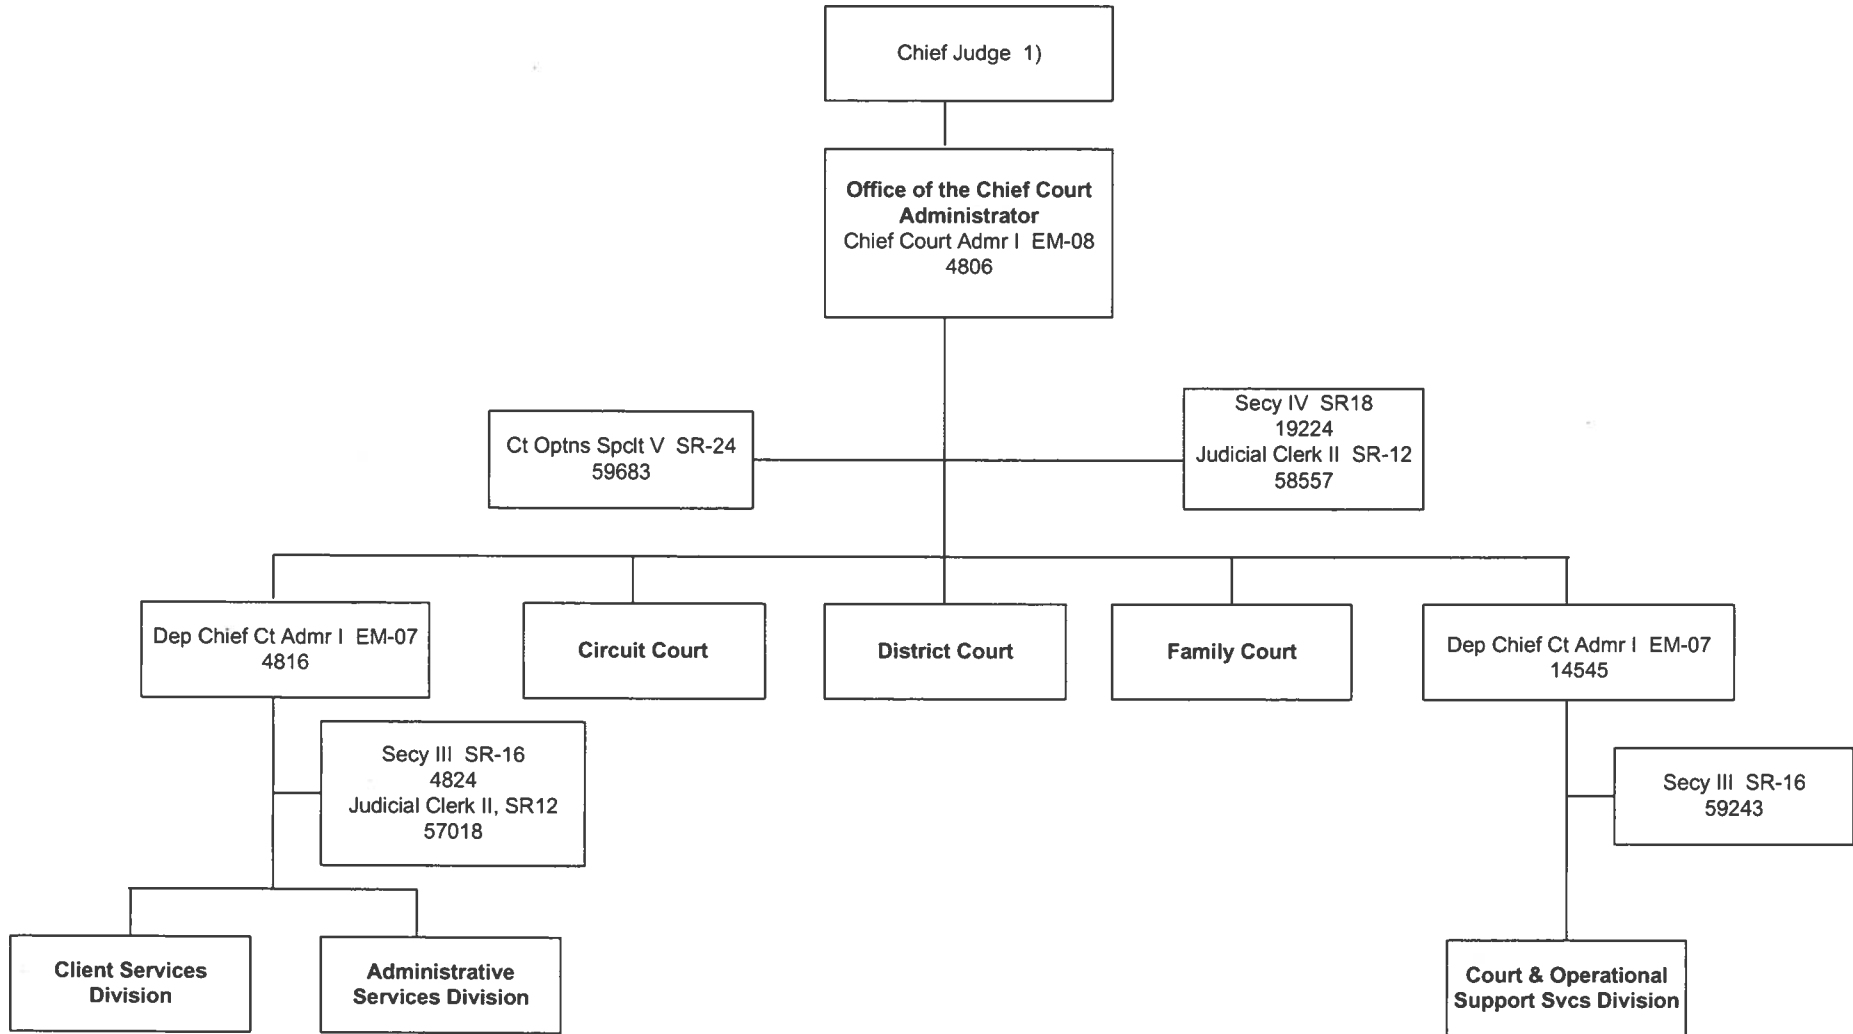 Chief Judge 1)
Office of the Chief Court
Administrator
Chief Court Admr I EM-08
4806
Ct Optns Spclt V SR-24
59683
Secy IV SR18
19224
Judicial Clerk II SR-12
58557
Dep Chief Ct Admr I EM-07
4816
Circuit Court
District Court
Family Court
Dep Chief Ct Admr I EM-07
14545
Secy III SR-16
4824
Judicial Clerk II, SR12
57018
Secy III SR-16
59243
Client Services
Division
Administrative
Services Division
Court & Operational
Support Svcs Division